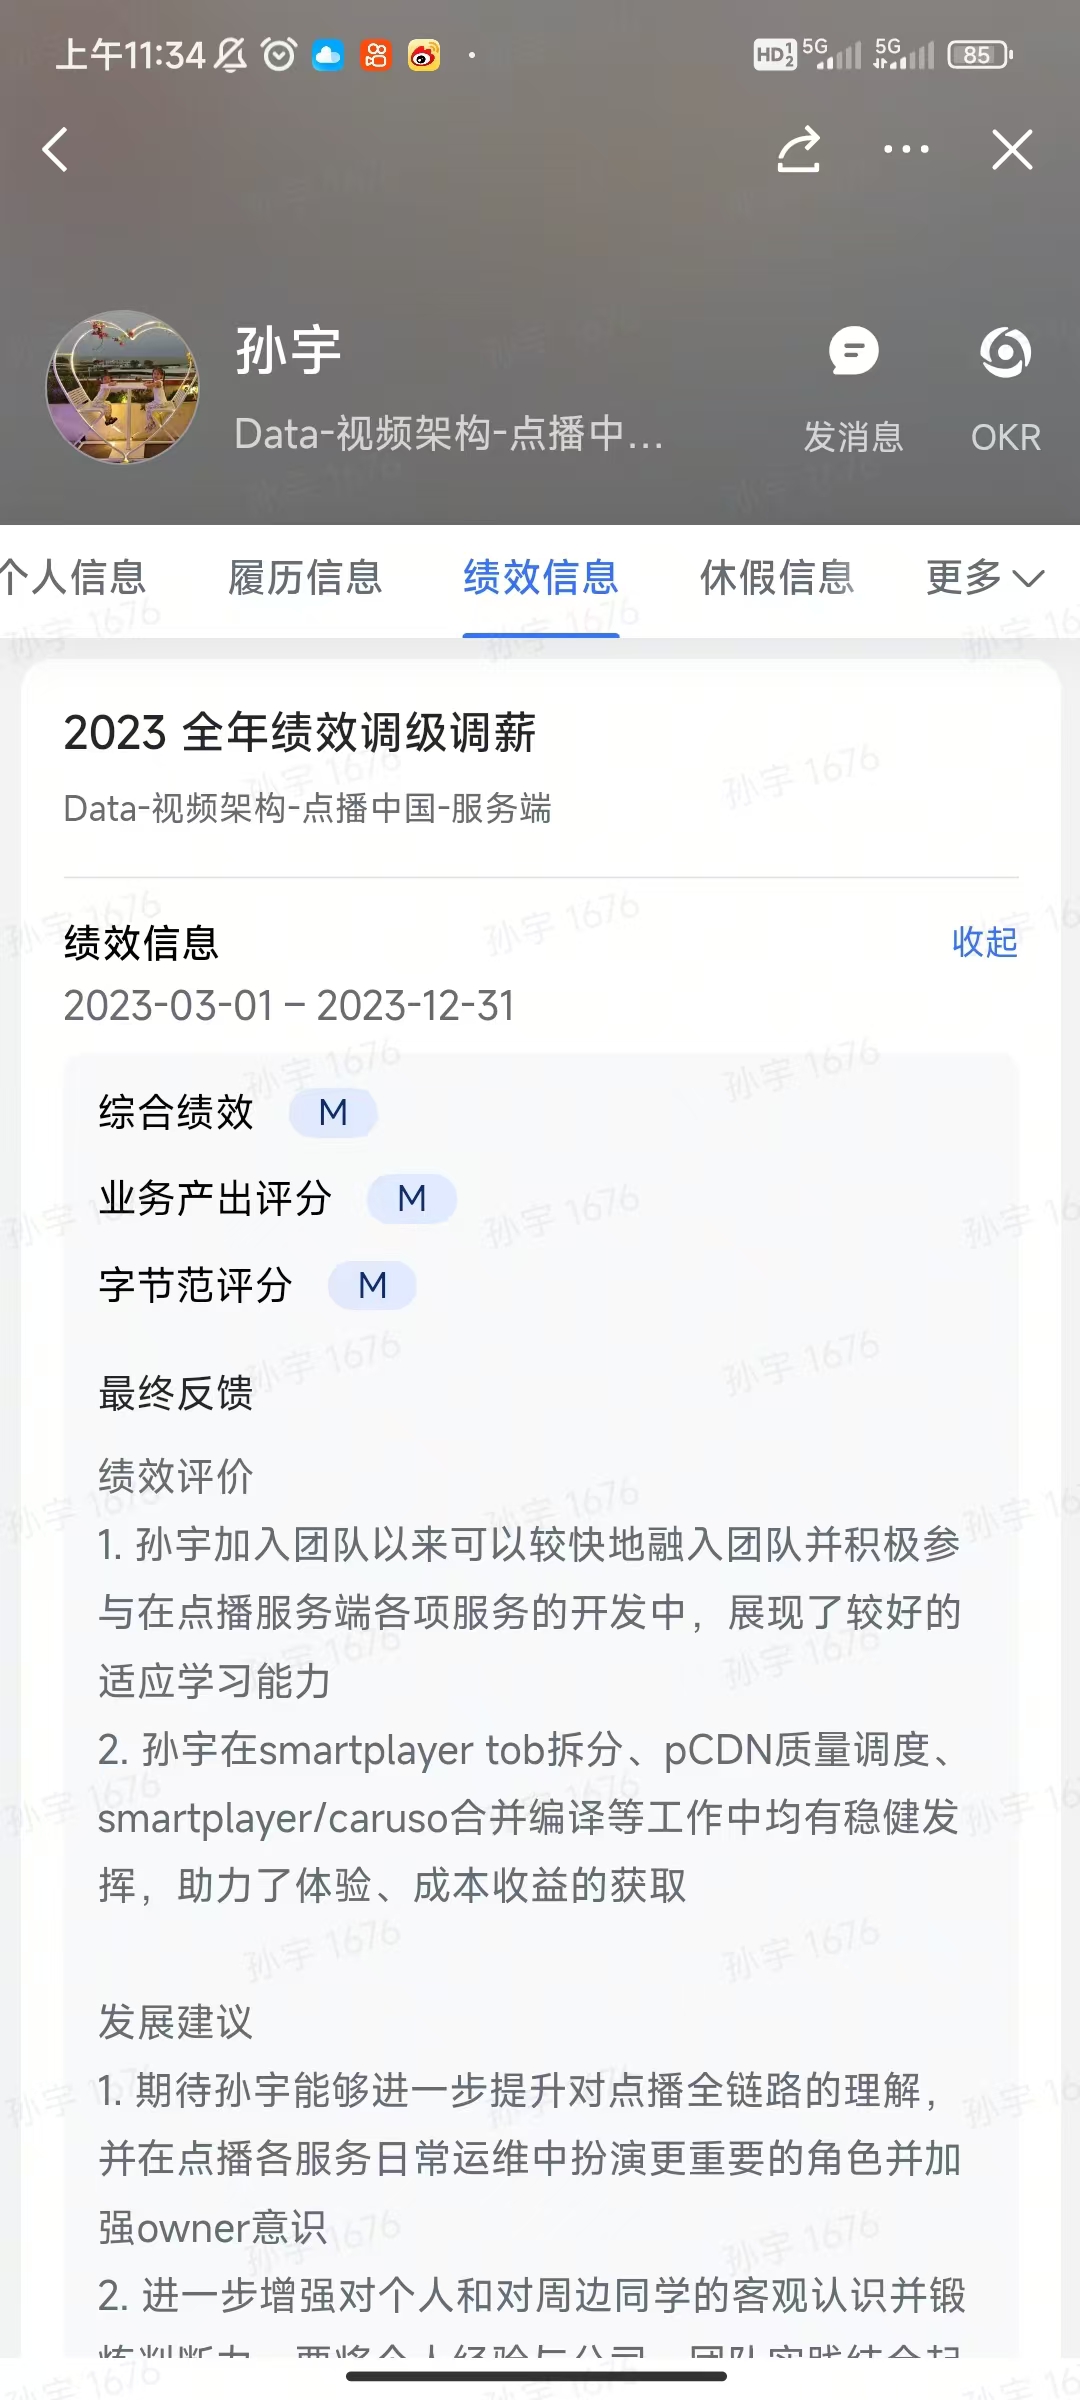 上午11:34
HD 1 2 5G 5G 85
孙宇
Data-视频架构-点播中...
发消息 OKR
个人信息 履历信息 绩效信息 休假信息 更多
2023 全年绩效调级调薪
Data-视频架构-点播中国-服务端
绩效信息 收起
2023-03-01 – 2023-12-31
综合绩效 M
业务产出评分 M
字节范评分 M
最终反馈
绩效评价
1. 孙宇加入团队以来可以较快地融入团队并积极参
与在点播服务端各项服务的开发中，展现了较好的
适应学习能力
2. 孙宇在smartplayer tob拆分、pCDN质量调度、
smartplayer/caruso合并编译等工作中均有稳健发
挥，助力了体验、成本收益的获取
发展建议
1. 期待孙宇能够进一步提升对点播全链路的理解，
并在点播各服务日常运维中扮演更重要的角色并加
强owner意识
2. 进一步增强对个人和对周边同学的客观认识并锻
孙宇 1676